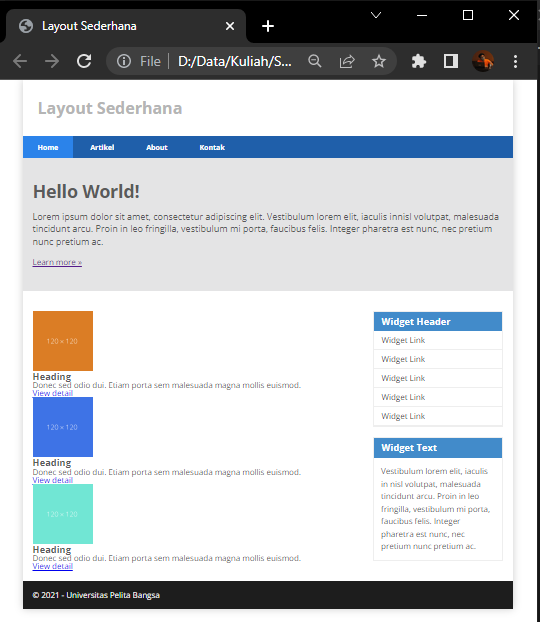 Layout Sederhana
File
D:/Data/Kuliah/S...
Layout Sederhana
Home Artikel About Kontak
Hello World!
Lorem ipsum dolor sit amet, consectetur adipiscing elit. Vestibulum lorem elit, iaculis innisl volutpat, malesuada
tincidunt arcu. Proin in leo fringilla, vestibulum mi porta, faucibus felis. Integer pharetra est nunc, nec pretium
nunc pretium ac.
Learn more »
120 × 120
Heading
Donec sed odio dui. Etiam porta sem malesuada magna mollis euismod.
View detail
120 × 120
Heading
Donec sed odio dui. Etiam porta sem malesuada magna mollis euismod.
View detail
120 × 120
Heading
Donec sed odio dui. Etiam porta sem malesuada magna mollis euismod.
View detail
Widget Header
Widget Link
Widget Link
Widget Link
Widget Link
Widget Link
Widget Text
Vestibulum lorem elit, iaculis
in nisl volutpat, malesuada
tincidunt arcu. Proin in leo
fringilla, vestibulum mi porta,
faucibus felis. Integer
pharetra est nunc, nec
pretium nunc pretium ac.
© 2021 - Universitas Pelita Bangsa